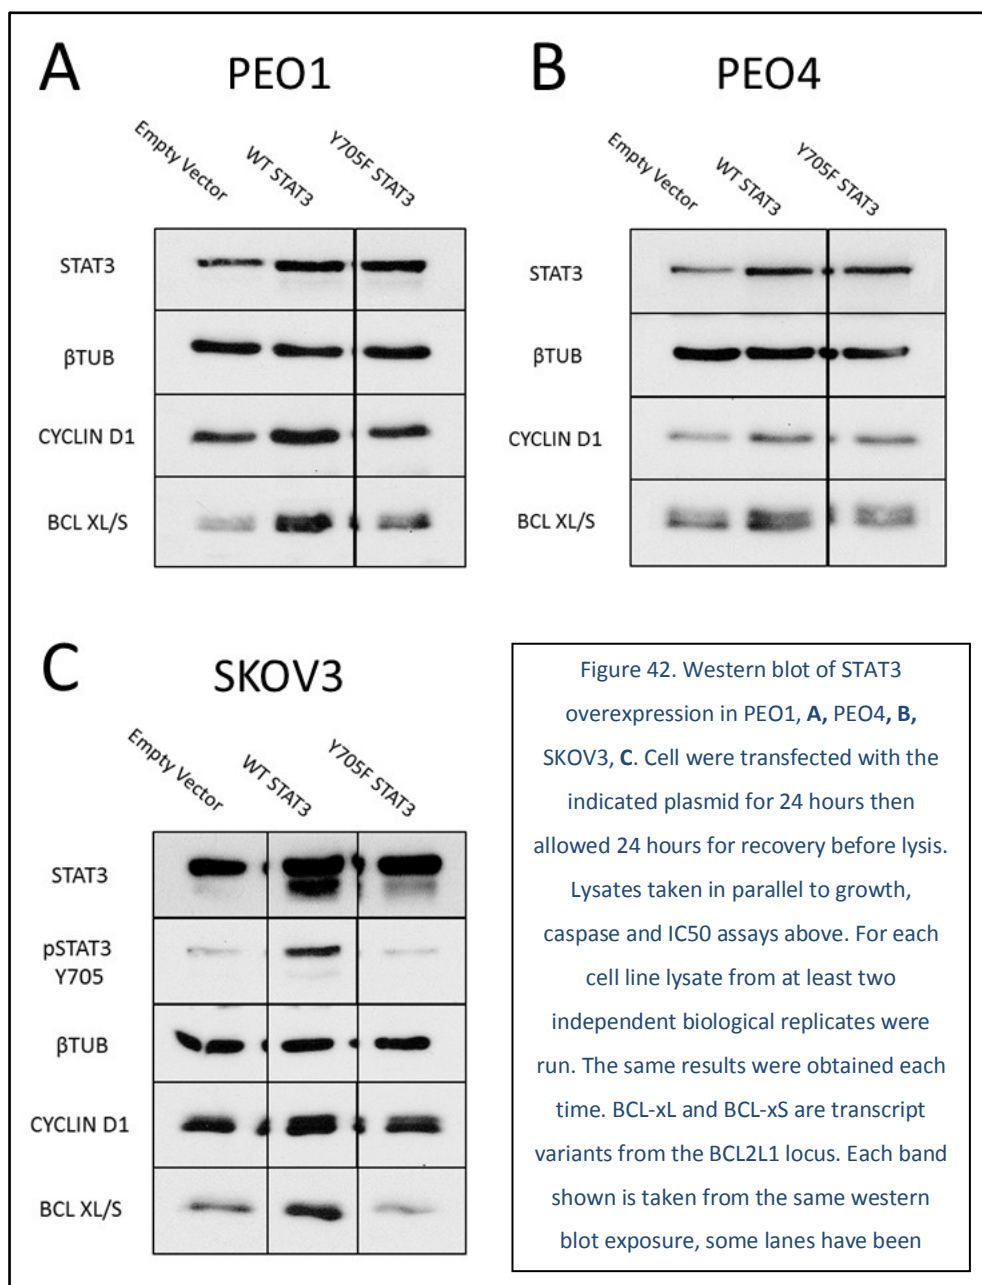 A
PEO1
Empty Vector
WT STAT3
Y705F STAT3
STAT3
βTUB
CYCLIN D1
BCL XL/S
B
PEO4
Empty Vector
WT STAT3
Y705F STAT3
STAT3
βTUB
CYCLIN D1
BCL XL/S
C
SKOV3
Empty Vector
WT STAT3
Y705F STAT3
STAT3
pSTAT3
Y705
βTUB
CYCLIN D1
BCL XL/S
Figure 42. Western blot of STAT3
overexpression in PEO1, A, PEO4, B,
SKOV3, C. Cell were transfected with the
indicated plasmid for 24 hours then
allowed 24 hours for recovery before lysis.
Lysates taken in parallel to growth,
caspase and IC50 assays above. For each
cell line lysate from at least two
independent biological replicates were
run. The same results were obtained each
time. BCL-xL and BCL-xS are transcript
variants from the BCL2L1 locus. Each band
shown is taken from the same western
blot exposure, some lanes have been